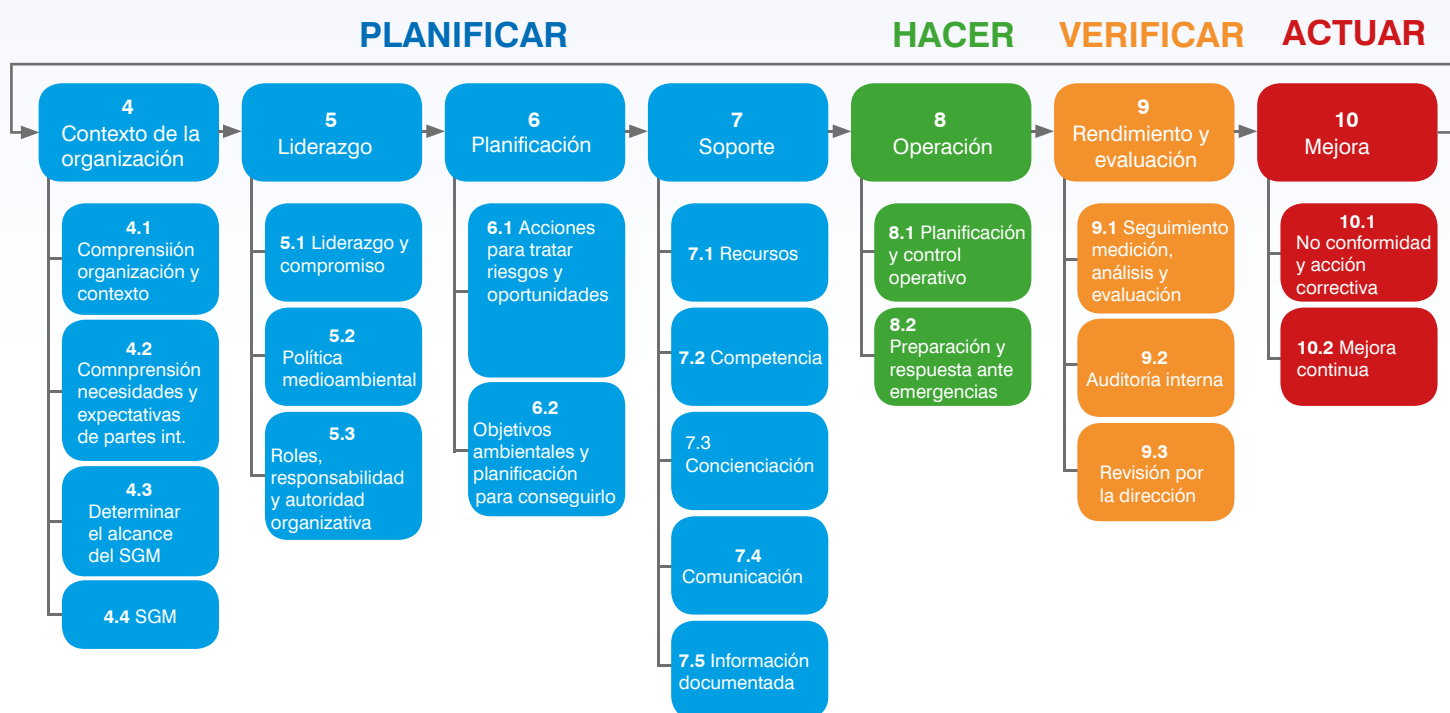 PLANIFICAR
HACER
VERIFICAR
ACTUAR
4
Contexto de la
organización
5
Liderazgo
6
Planificación
7
Soporte
8
Operación
9
Rendimiento y
evaluación
10
Mejora
4.1
Comprensiión
organización y
contexto
4.2
Comnprensión
necesidades y
expectativas
de partes int.
4.3
Determinar
el alcance
del SGM
4.4 SGM
5.1 Liderazgo y
compromiso
5.2
Política
medioambiental
5.3
Roles,
responsabilidad
y autoridad
organizativa
6.1 Acciones
para tratar
riesgos y
oportunidades
6.2
Objetivos
ambientales y
planificación
para conseguirlo
7.1 Recursos
7.2 Competencia
7.3
Concienciación
7.4
Comunicación
7.5 Información
documentada
8.1 Planificación
y control
operativo
8.2
Preparación y
respuesta ante
emergencias
9.1 Seguimiento
medición,
análisis y
evaluación
9.2
Auditoría interna
9.3
Revisión por
la dirección
10.1
No conformidad
y acción
correctiva
10.2 Mejora
continua